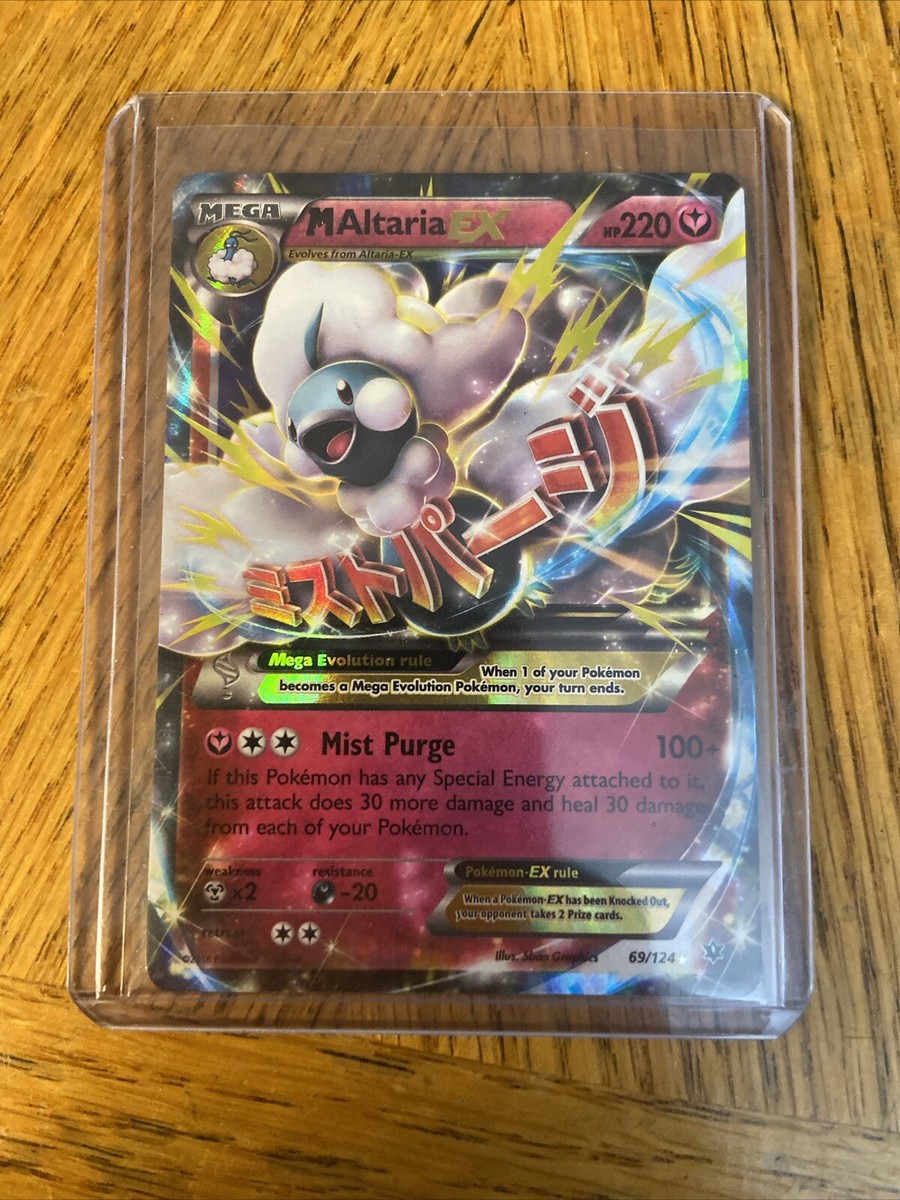 MEGA
MAltaria EX
HP220
Evolves from Altaria-EX
ミストパージ
Mega Evolution rule
When 1 of your Pokémon
becomes a Mega Evolution Pokémon, your turn ends.
Mist Purge 100+
If this Pokémon has any Special Energy attached to it,
this attack does 30 more damage and heal 30 damage
from each of your Pokémon.
weakness resistance
×2 -20
Pokémon-EX rule
When a Pokémon-EX has been Knocked Out,
your opponent takes 2 Prize cards.
retreat
Illus. 5ban Graphics 69/124